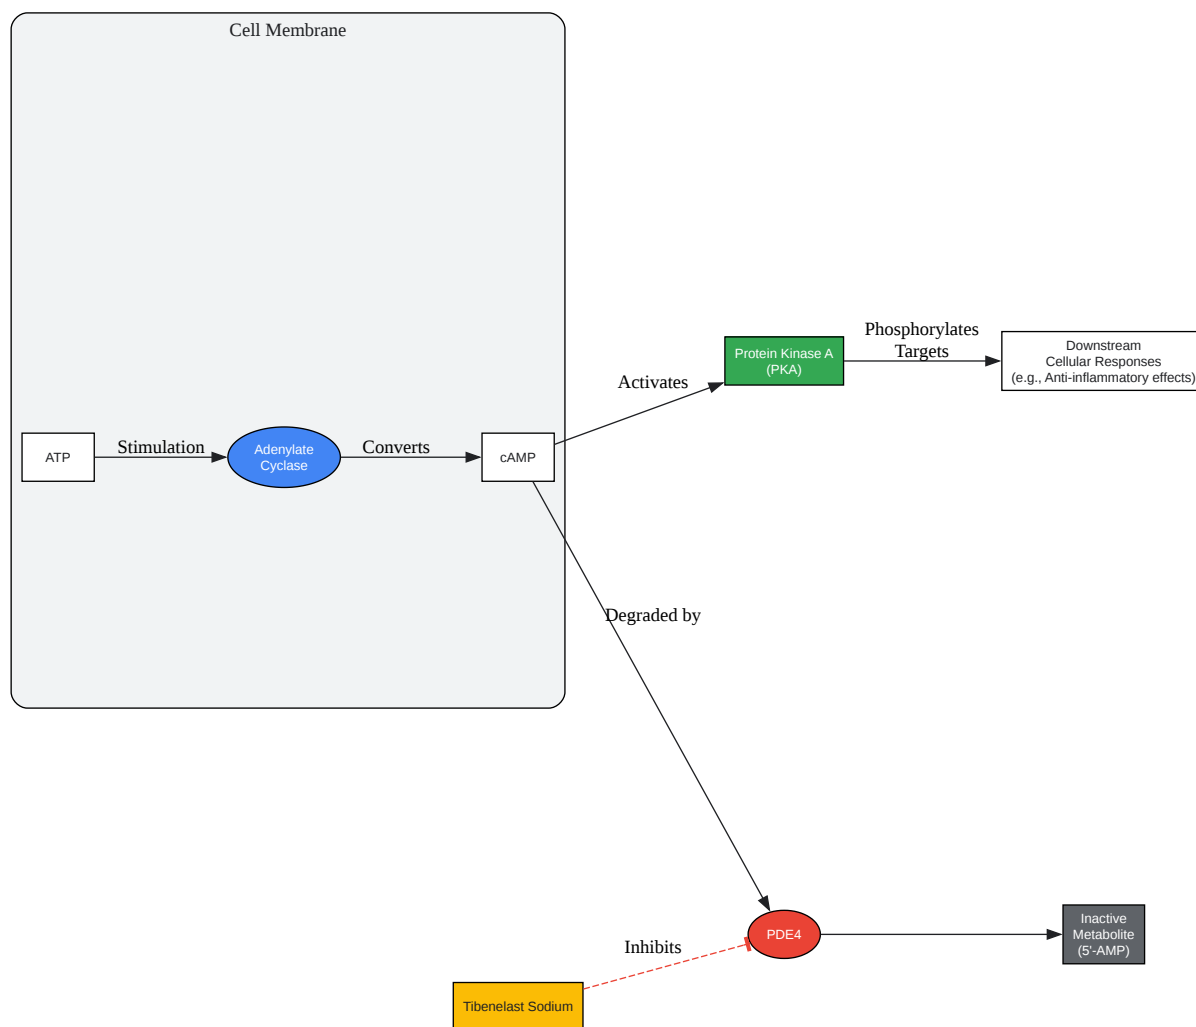 Cell Membrane
Phosphorylates
Targets
Protein Kinase A
(PKA)
Downstream
Cellular Responses
(e.g., Anti-inflammatory effects)
Activates
ATP
Stimulation
Adenylate
Cyclase
Converts
cAMP
Degraded by
PDE4
Inactive
Metabolite
(5'-AMP)
Inhibits
Tibenelast Sodium